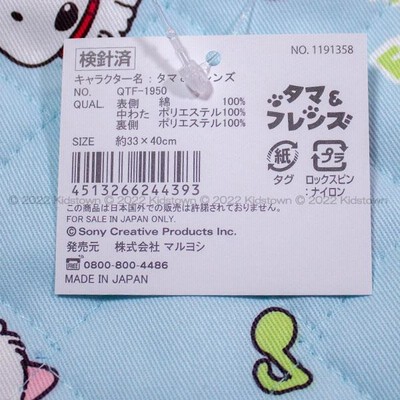 検針済
NO. 1191358
キャラクター名：タマ&フレンズ
NO. QTF-1950
QUAL. 表側 綿 100%
中わた ポリエステル100%
裏側 ポリエステル100%
SIZE 約33×40cm
タマ&
フレンズ
紙
タグ
プラ
ロックスピン
:ナイロン
4513266244393
© 2022 Kidstown © 2022 Kidstown © 2022 Kidstown © 2022 Kidstown
この商品は日本国外での販売は許諾されておりません。
FOR SALE IN JAPAN ONLY.
©Sony Creative Products Inc.
発売元 株式会社 マルヨシ
0800-800-4486
MADE IN JAPAN